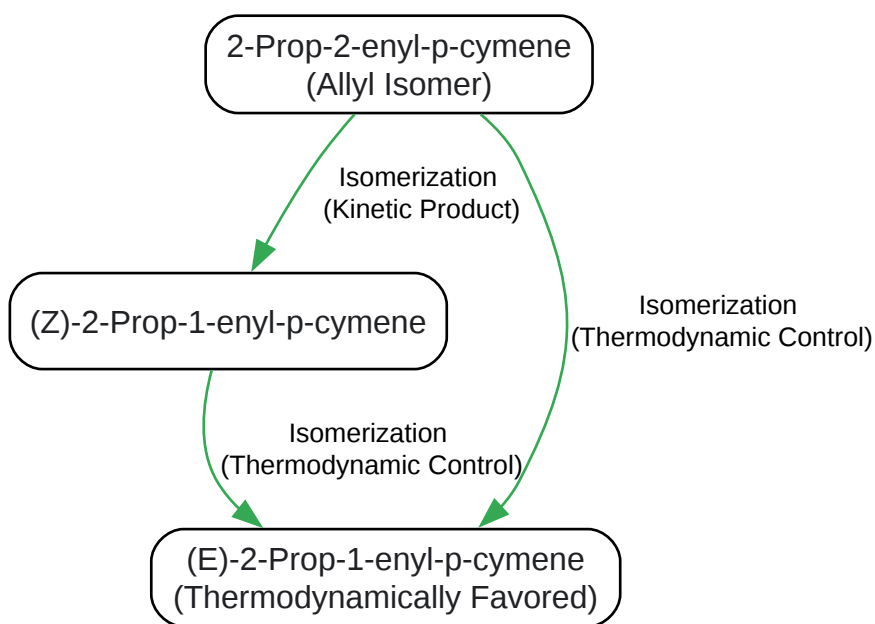 2-Prop-2-enyl-p-cymene
(Allyl Isomer)
Isomerization
(Kinetic Product)
(Z)-2-Prop-1-enyl-p-cymene
Isomerization
(Thermodynamic Control)
Isomerization
(Thermodynamic Control)
(E)-2-Prop-1-enyl-p-cymene
(Thermodynamically Favored)